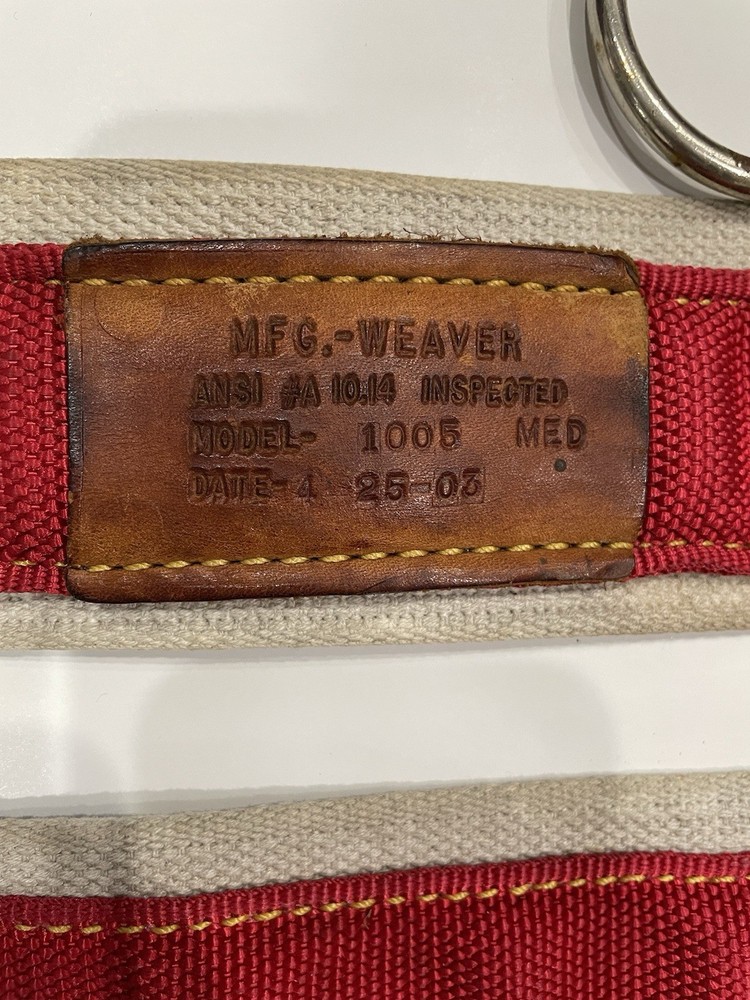 MFG.-WEAVER
ANSI #A 10.14 INSPECTED
MODEL- 1005 MED
DATE-4 25-03